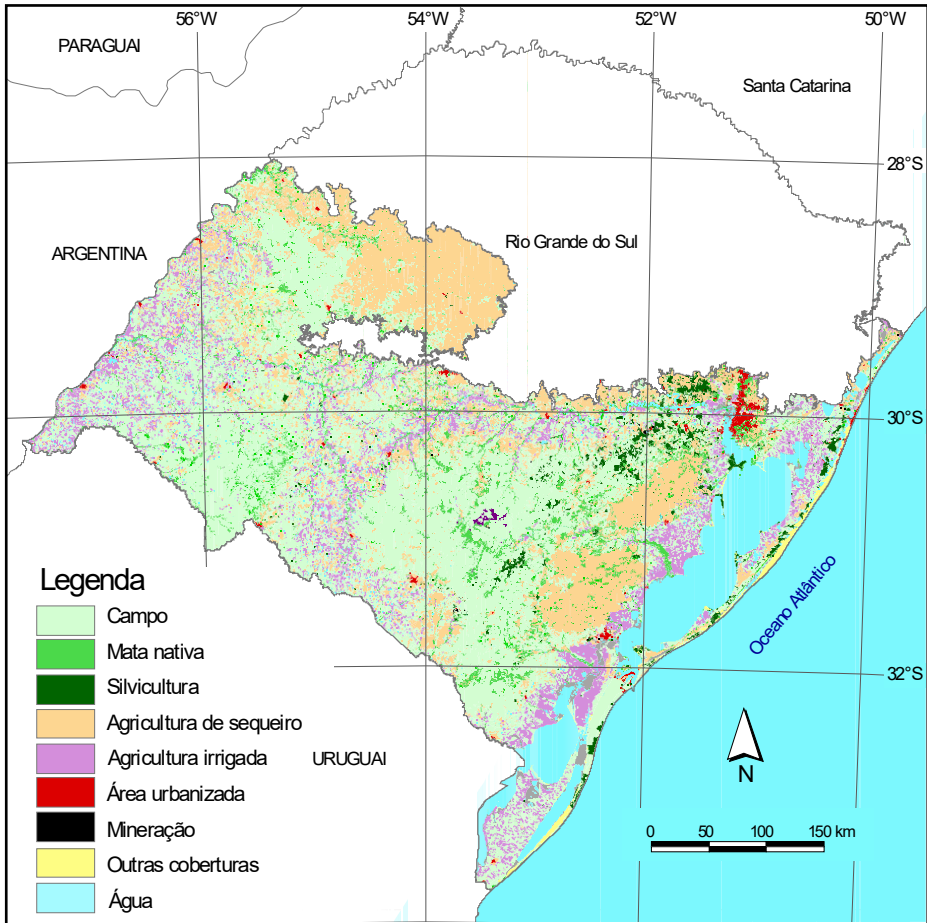 56°W 54°W 52°W 50°W
PARAGUAI
Santa Catarina
28°S
Rio Grande do Sul
ARGENTINA
30°S
Oceano Atlântico
Legenda
Campo
Mata nativa
Silvicultura
32°S
Agricultura de sequeiro
Agricultura irrigada
URUGUAI
N
Área urbanizada
Mineração
0 50 100 150 km
Outras coberturas
Água